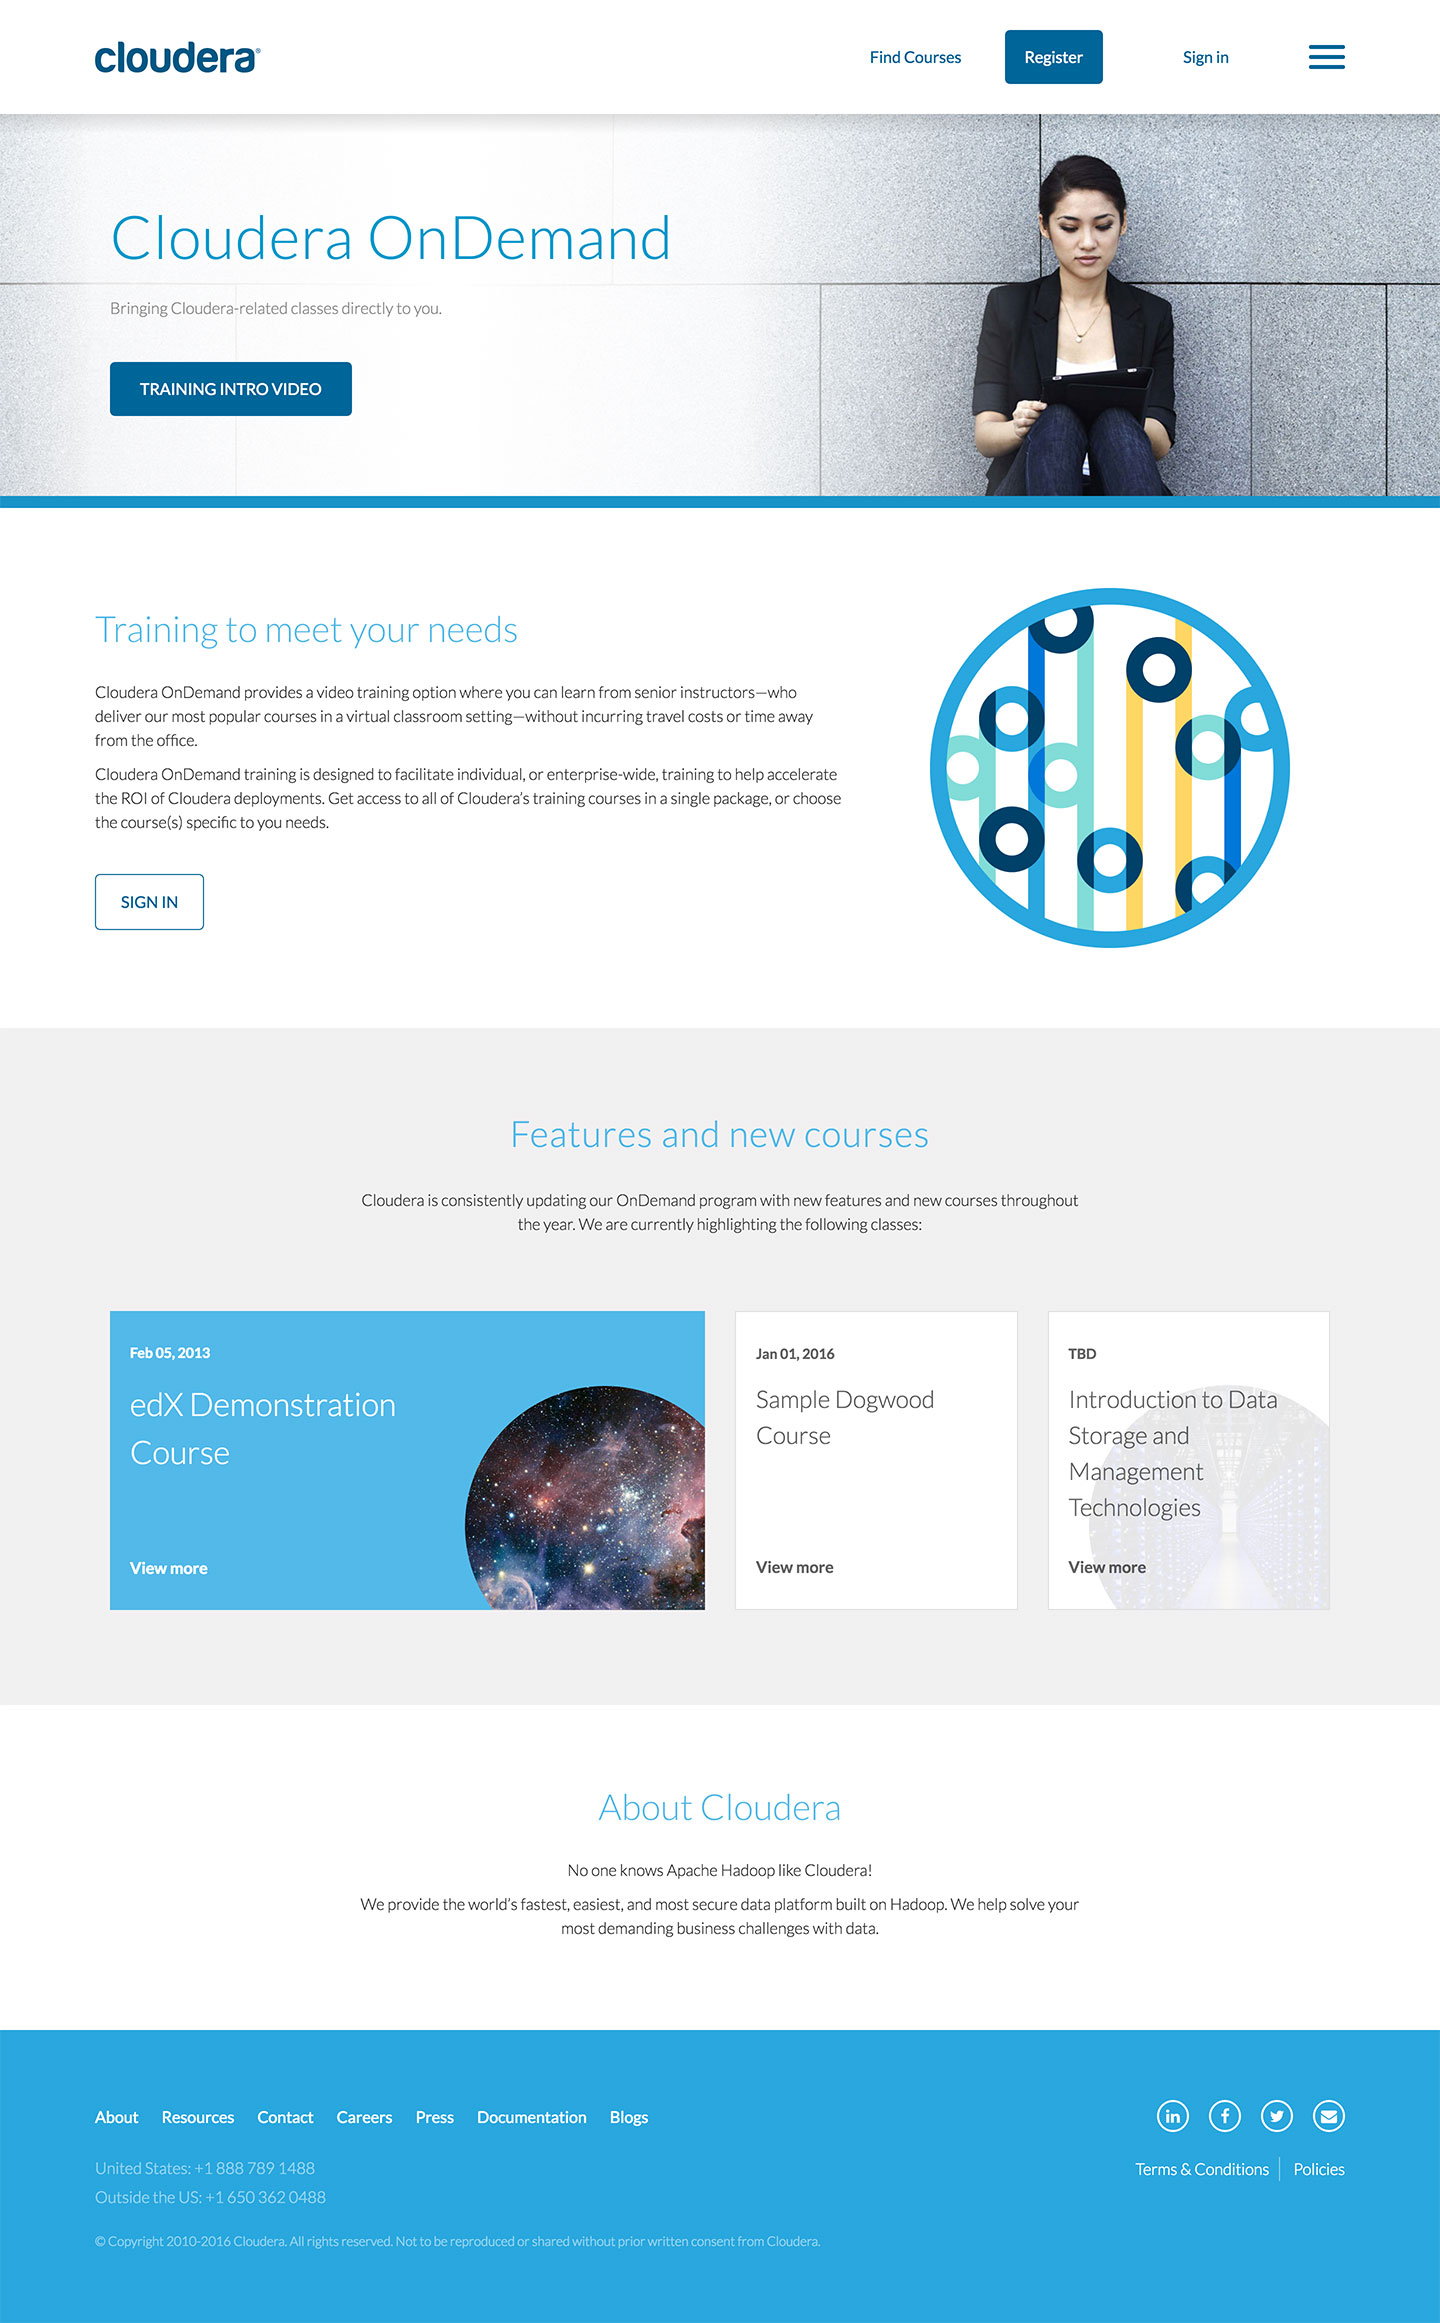 cloudera®
Find Courses
Register
Sign in
Cloudera OnDemand
Bringing Cloudera-related classes directly to you.
TRAINING INTRO VIDEO
Training to meet your needs
Cloudera OnDemand provides a video training option where you can learn from senior instructors—who
deliver our most popular courses in a virtual classroom setting—without incurring travel costs or time away
from the office.
Cloudera OnDemand training is designed to facilitate individual, or enterprise-wide, training to help accelerate
the ROI of Cloudera deployments. Get access to all of Cloudera's training courses in a single package, or choose
the course(s) specific to you needs.
SIGN IN
Features and new courses
Cloudera is consistently updating our OnDemand program with new features and new courses throughout
the year. We are currently highlighting the following classes:
Feb 05, 2013
edX Demonstration
Course
View more
Jan 01, 2016
Sample Dogwood
Course
View more
TBD
Introduction to Data
Storage and
Management
Technologies
View more
About Cloudera
No one knows Apache Hadoop like Cloudera!
We provide the world's fastest, easiest, and most secure data platform built on Hadoop. We help solve your
most demanding business challenges with data.
About Resources Contact Careers Press Documentation Blogs
United States: +1 888 789 1488
Outside the US: +1 650 362 0488
© Copyright 2010-2016 Cloudera. All rights reserved. Not to be reproduced or shared without prior written consent from Cloudera.
in f
Terms & Conditions | Policies